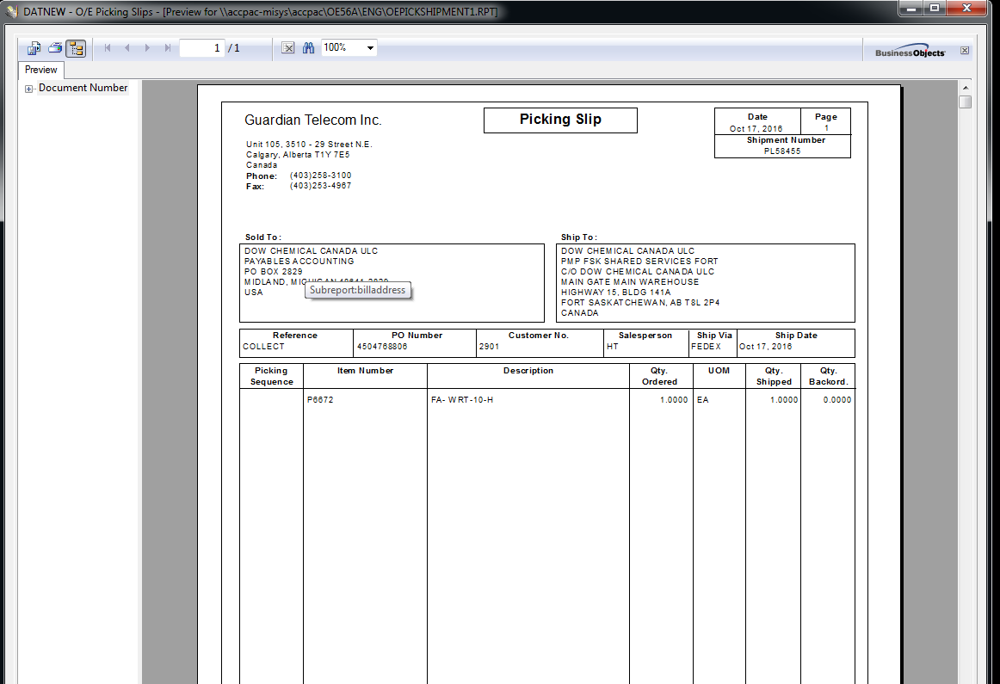 DATNEW - O/E Picking Slips - [Preview for \\accpac-misys\accpac\OE56A\ENG\OEPICKSHIPMENT1.RPT]
1 / 1
100%
BusinessObjects
Preview
Document Number
Guardian Telecom Inc.
Picking Slip
Date Page
Oct 17, 2016 1
Shipment Number
PL58455
Unit 105, 3510 - 29 Street N.E.
Calgary, Alberta T1Y 7E5
Canada
Phone: (403)258-3100
Fax: (403)253-4967
Sold To:
DOW CHEMICAL CANADA ULC
PAYABLES ACCOUNTING
PO BOX 2829
MIDLAND,
USA
Subreport:billaddress
Ship To:
DOW CHEMICAL CANADA ULC
PMP FSK SHARED SERVICES FORT
C/O DOW CHEMICAL CANADA ULC
MAIN GATE MAIN WAREHOUSE
HIGHWAY 15, BLDG 141A
FORT SASKATCHEWAN, AB T8L 2P4
CANADA
Reference PO Number Customer No. Salesperson Ship Via Ship Date
COLLECT 4504768806 2901 HT FEDEX Oct 17, 2016
Picking Item Number Description Qty. UOM Qty. Qty.
Sequence Ordered Shipped Backord.
P6672 FA- WRT-10-H 1.0000 EA 1.0000 0.0000